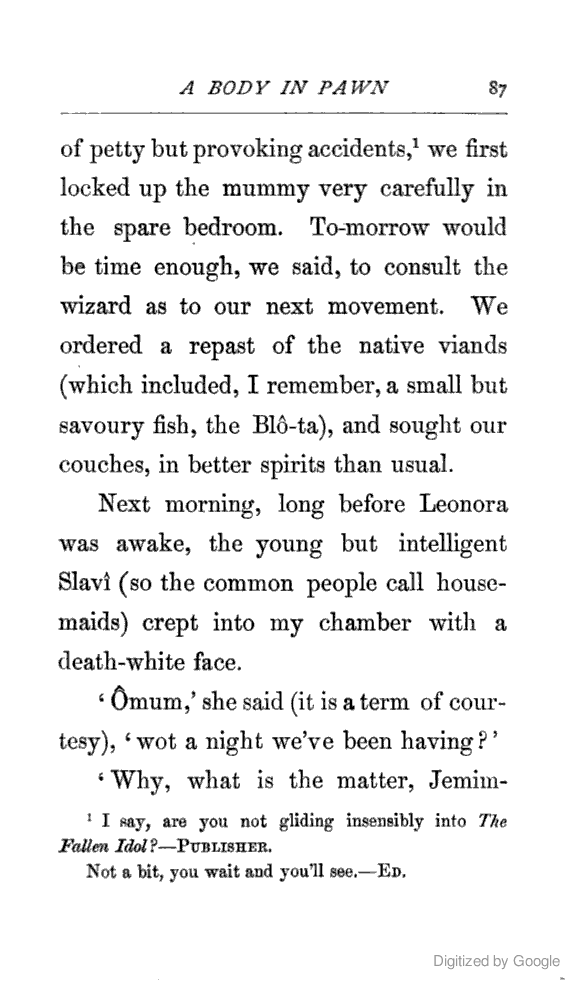 A BODY IN PAWN 87
of petty but provoking accidents,¹ we first
locked up the mummy very carefully in
the spare bedroom. To-morrow would
be time enough, we said, to consult the
wizard as to our next movement. We
ordered a repast of the native viands
(which included, I remember, a small but
savoury fish, the Blô-ta), and sought our
couches, in better spirits than usual.
Next morning, long before Leonora
was awake, the young but intelligent
Slavî (so the common people call house-
maids) crept into my chamber with a
death-white face.
‘Ômum,’ she said (it is a term of cour-
tesy), ‘wot a night we’ve been having?’
‘Why, what is the matter, Jemim-
¹ I say, are you not gliding insensibly into The
Fallen Idol?—PUBLISHER.
Not a bit, you wait and you’ll see.—ED.
Digitized by Google